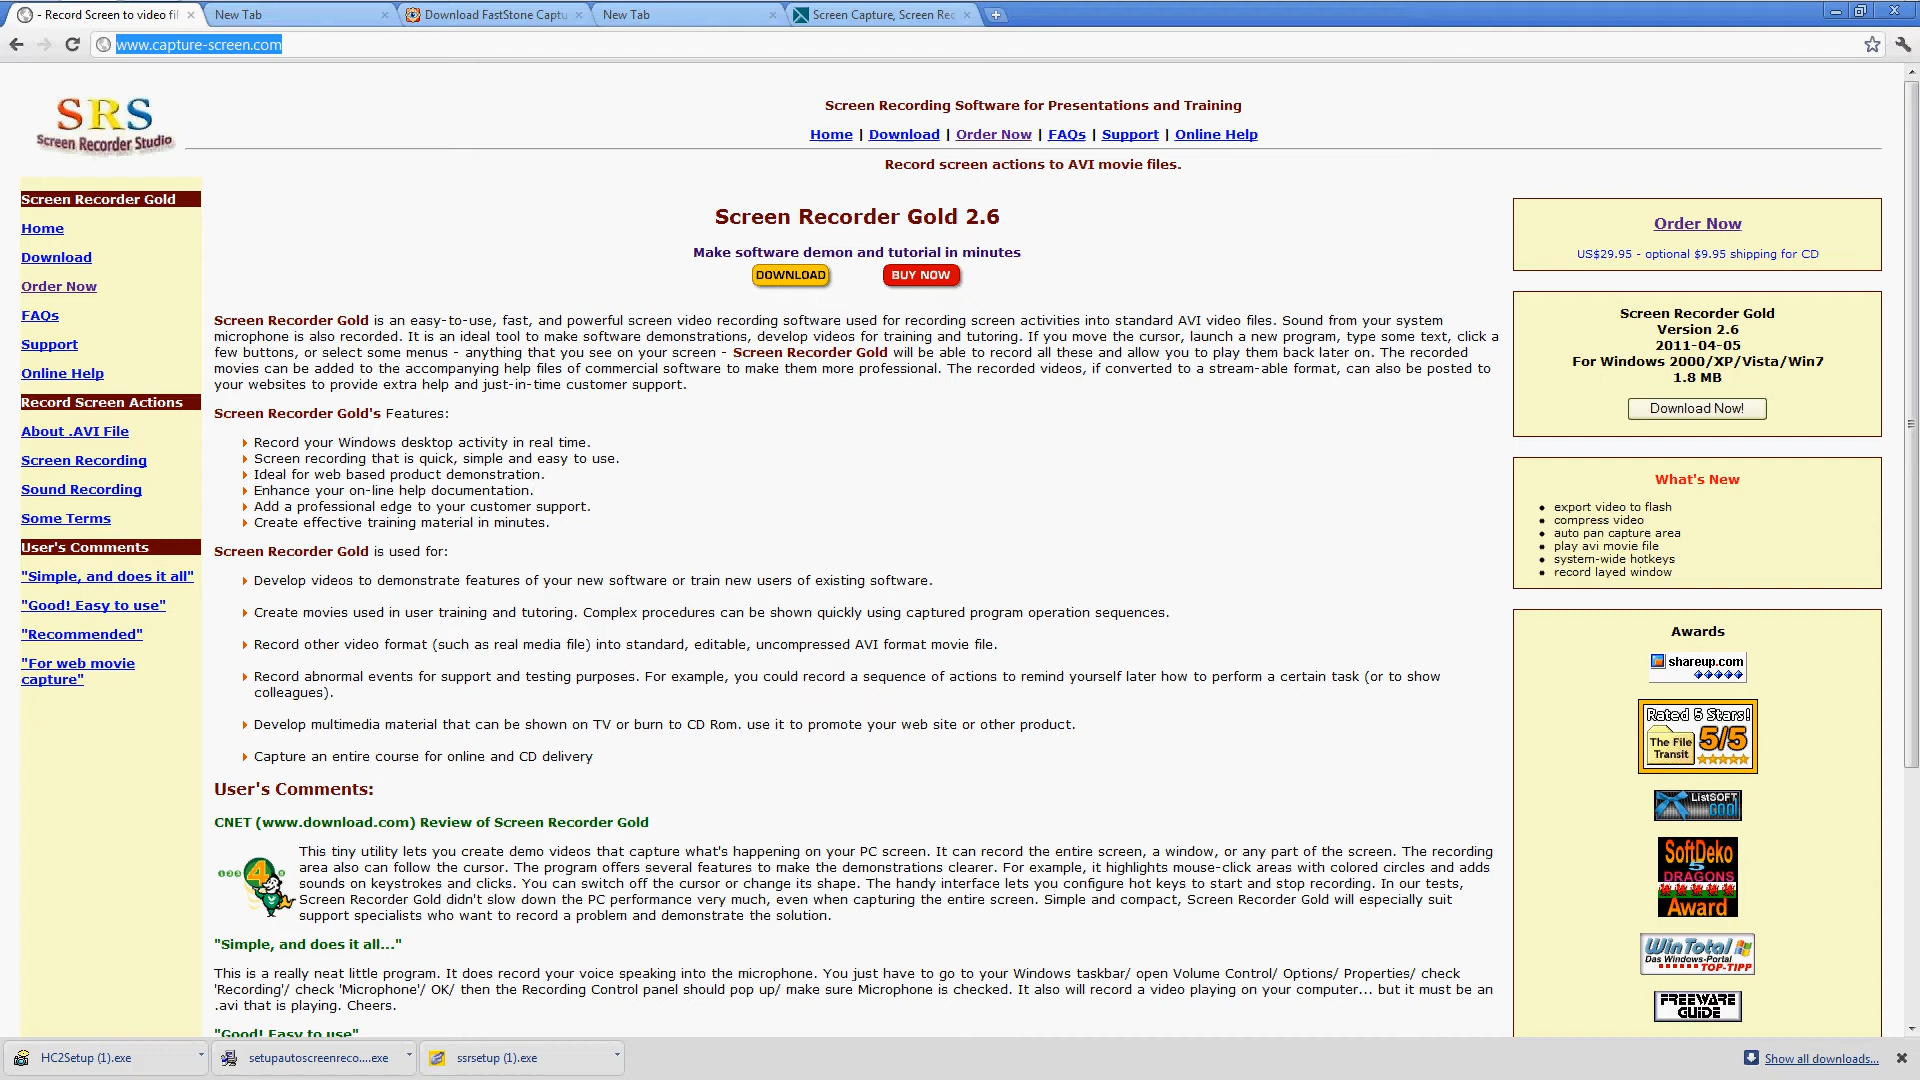 - Record Screen to video fil
New Tab
Download FastStone Captu
New Tab
Screen Capture, Screen Rec
www.capture-screen.com
SRS
Screen Recorder Studio
Screen Recording Software for Presentations and Training
Home | Download | Order Now | FAQs | Support | Online Help
Record screen actions to AVI movie files.
Screen Recorder Gold
Home
Download
Order Now
FAQs
Support
Online Help
Record Screen Actions
About .AVI File
Screen Recording
Sound Recording
Some Terms
User's Comments
"Simple, and does it all"
"Good! Easy to use"
"Recommended"
"For web movie
capture"
Screen Recorder Gold 2.6
Make software demon and tutorial in minutes
DOWNLOAD
BUY NOW
Screen Recorder Gold is an easy-to-use, fast, and powerful screen video recording software used for recording screen activities into standard AVI video files. Sound from your system
microphone is also recorded. It is an ideal tool to make software demonstrations, develop videos for training and tutoring. If you move the cursor, launch a new program, type some text, click a
few buttons, or select some menus - anything that you see on your screen - Screen Recorder Gold will be able to record all these and allow you to play them back later on. The recorded
movies can be added to the accompanying help files of commercial software to make them more professional. The recorded videos, if converted to a stream-able format, can also be posted to
your websites to provide extra help and just-in-time customer support.
Screen Recorder Gold's Features:
Record your Windows desktop activity in real time.
Screen recording that is quick, simple and easy to use.
Ideal for web based product demonstration.
Enhance your on-line help documentation.
Add a professional edge to your customer support.
Create effective training material in minutes.
Screen Recorder Gold is used for:
Develop videos to demonstrate features of your new software or train new users of existing software.
Create movies used in user training and tutoring. Complex procedures can be shown quickly using captured program operation sequences.
Record other video format (such as real media file) into standard, editable, uncompressed AVI format movie file.
Record abnormal events for support and testing purposes. For example, you could record a sequence of actions to remind yourself later how to perform a certain task (or to show
colleagues).
Develop multimedia material that can be shown on TV or burn to CD Rom. use it to promote your web site or other product.
Capture an entire course for online and CD delivery
User's Comments:
CNET (www.download.com) Review of Screen Recorder Gold
4
This tiny utility lets you create demo videos that capture what's happening on your PC screen. It can record the entire screen, a window, or any part of the screen. The recording
area also can follow the cursor. The program offers several features to make the demonstrations clearer. For example, it highlights mouse-click areas with colored circles and adds
sounds on keystrokes and clicks. You can switch off the cursor or change its shape. The handy interface lets you configure hot keys to start and stop recording. In our tests,
Screen Recorder Gold didn't slow down the PC performance very much, even when capturing the entire screen. Simple and compact, Screen Recorder Gold will especially suit
support specialists who want to record a problem and demonstrate the solution.
"Simple, and does it all..."
This is a really neat little program. It does record your voice speaking into the microphone. You just have to go to your Windows taskbar/ open Volume Control/ Options/ Properties/ check
'Recording'/ check 'Microphone'/ OK/ then the Recording Control panel should pop up/ make sure Microphone is checked. It also will record a video playing on your computer... but it must be an
.avi that is playing. Cheers.
"Good! Easy to use"
Order Now
US$29.95 - optional $9.95 shipping for CD
Screen Recorder Gold
Version 2.6
2011-04-05
For Windows 2000/XP/Vista/Win7
1.8 MB
Download Now!
What's New
export video to flash
compress video
auto pan capture area
play avi movie file
system-wide hotkeys
record layed window
Awards
shareup.com
Rated 5 Stars!
The File
Transit
5/5
ListSOFT
COOL
SoftDeko
5
DRAGONS
Award
WinTotal
Das Windows-Portal
TOP-TIPP
FREEWARE
GUIDE
HC2Setup (1).exe
setupautoscreenreco....exe
ssrsetup (1).exe
Show all downloads...